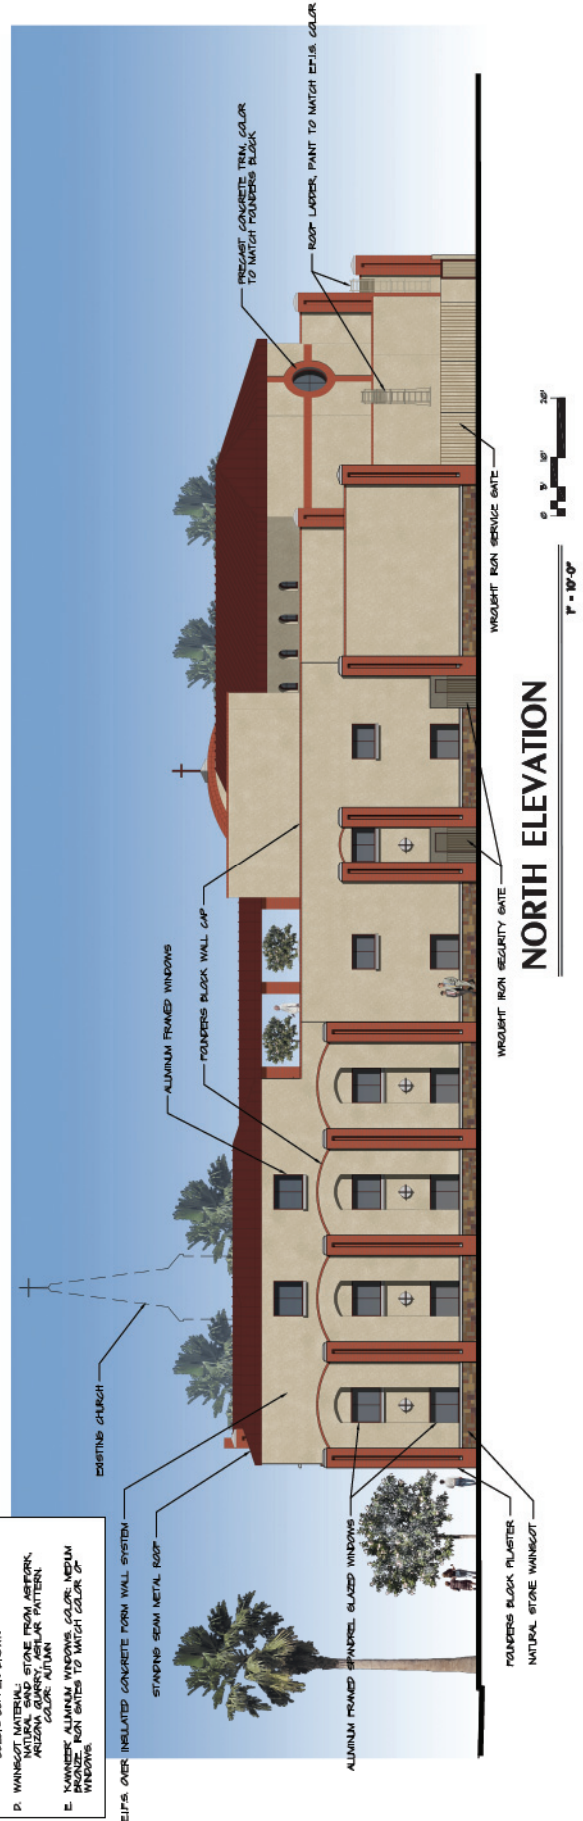 D. WAINSCOT MATERIAL:
NATURAL SAND STONE FROM ASHFORK,
ARIZONA QUARRY, ASHLAR PATTERN.
COLOR: AUTUMN
E. KAWNEER ALUMINUM WINDOWS, COLOR: MEDIUM
BRONZE. IRON GATES TO MATCH COLOR OF
WINDOWS.
E.I.F.S. OVER INSULATED CONCRETE FORM WALL SYSTEM
STANDING SEAM METAL ROOF
EXISTING CHURCH
ALUMINUM FRAMED WINDOWS
FOUNDERS BLOCK WALL CAP
PRECAST CONCRETE TRIM, COLOR
TO MATCH FOUNDERS BLOCK
ROOF LADDER, PAINT TO MATCH E.F.I.S. COLOR
ALUMINUM FRAMED SPANDREL GLAZED WINDOWS
FOUNDERS BLOCK PILASTER
NATURAL STONE WAINSCOT
WROUGHT IRON SECURITY GATE
WROUGHT IRON SERVICE GATE
NORTH ELEVATION
0 5' 10' 20'
1" = 10'-0"